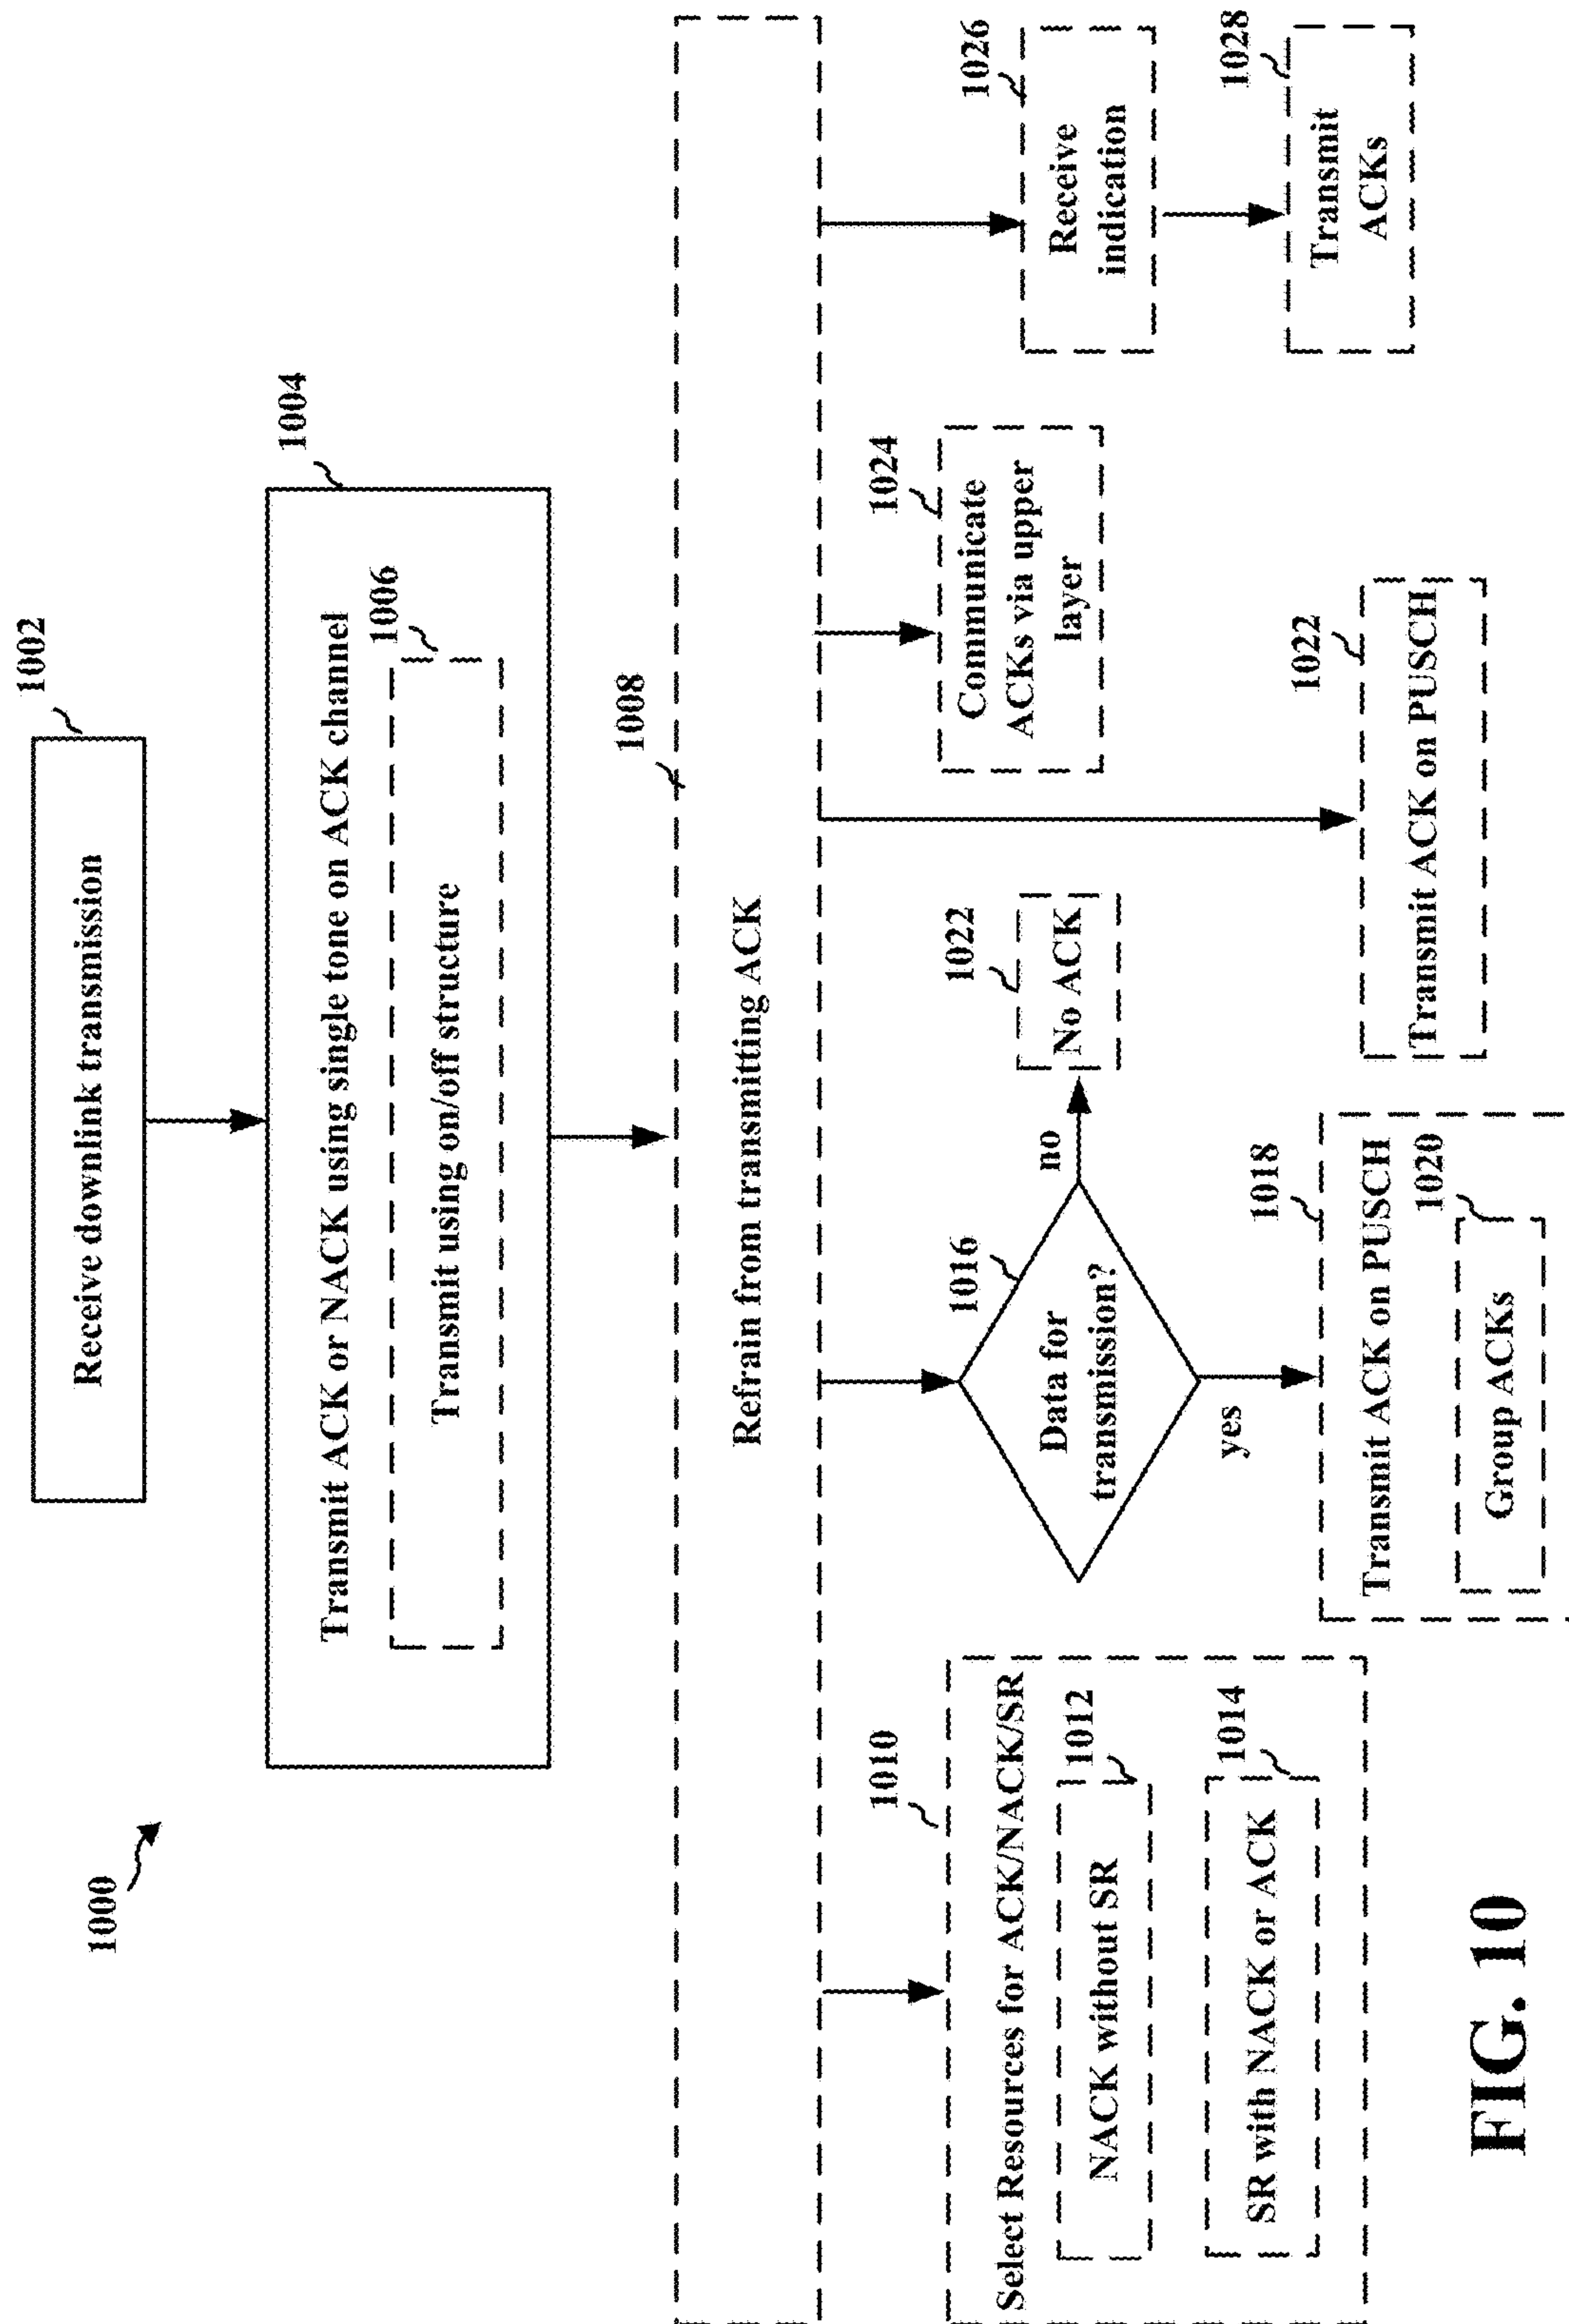 1000
1002
Receive downlink transmission
1004
Transmit ACK or NACK using single tone on ACK channel
1006
Transmit using on/off structure
1008
Refrain from transmitting ACK
1010
Select Resources for ACK/NACK/SR
1012
NACK without SR
1014
SR with NACK or ACK
1016
Data for
transmission?
no
yes
1022
No ACK
1018
Transmit ACK on PUSCH
1020
Group ACKs
1022
Transmit ACK on PUSCH
1024
Communicate
ACKs via upper
layer
1026
Receive
indication
1028
Transmit
ACKs
FIG. 10